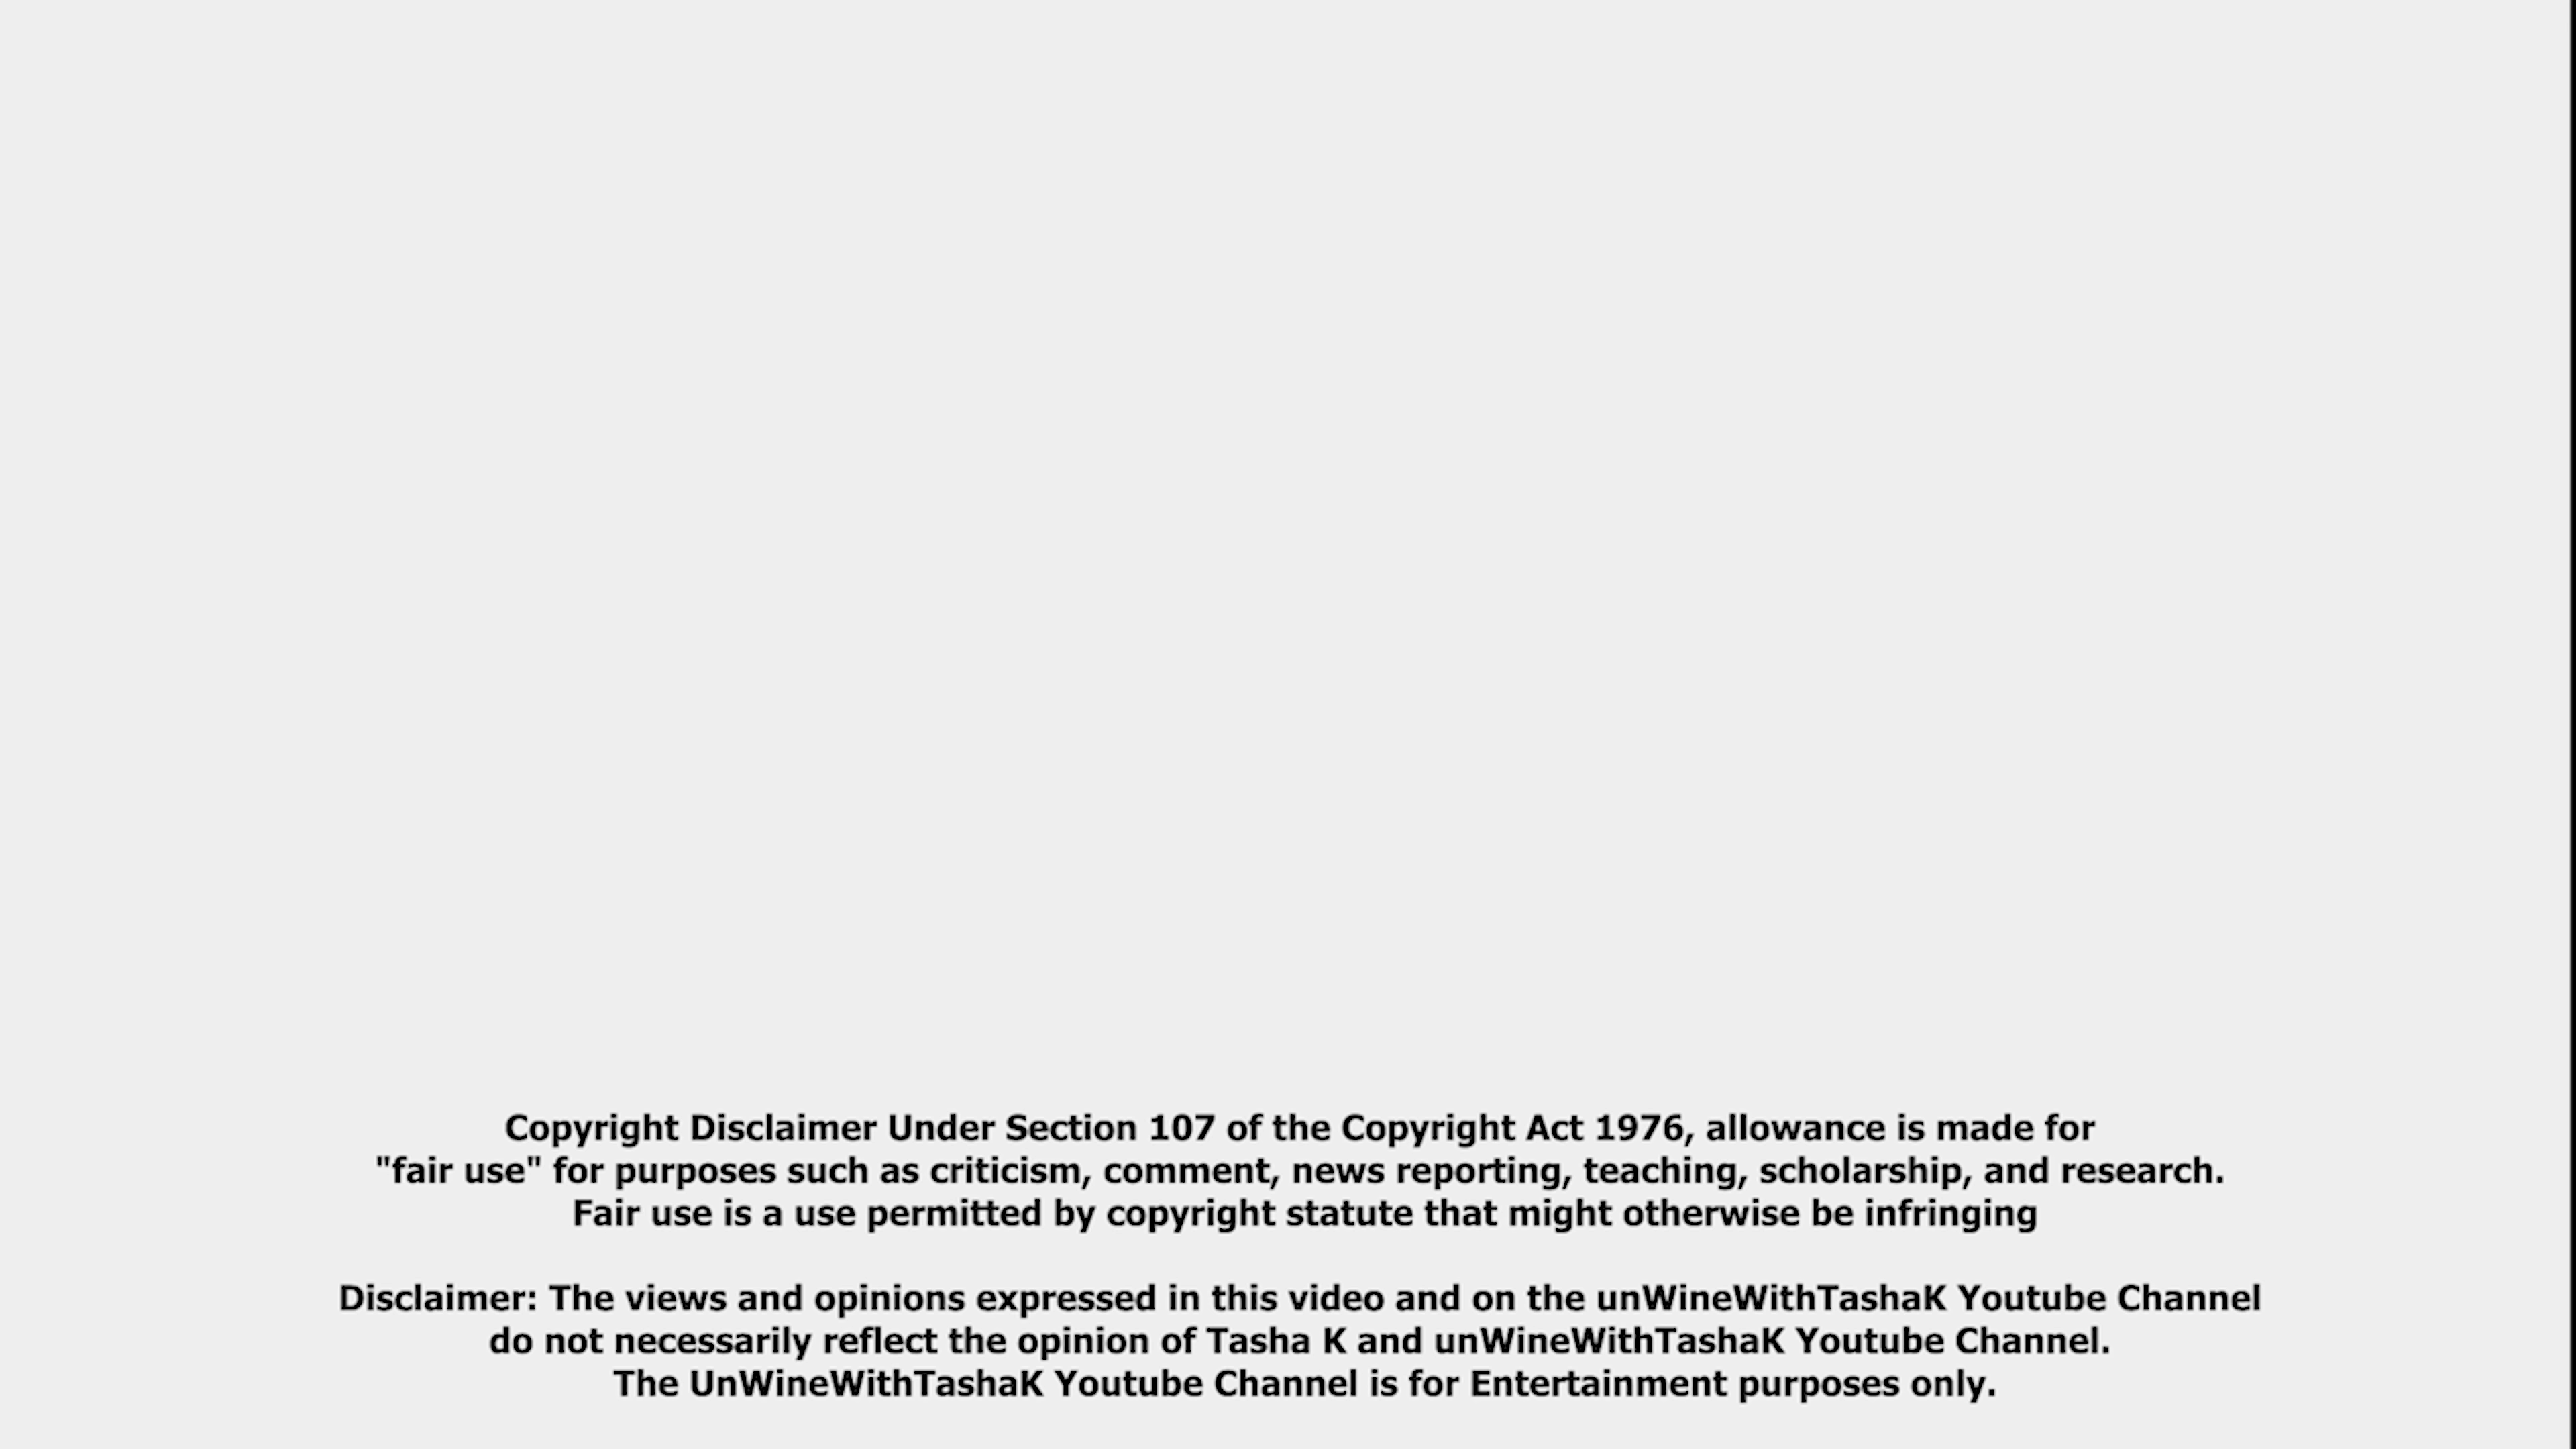 Copyright Disclaimer Under Section 107 of the Copyright Act 1976, allowance is made for
"fair use" for purposes such as criticism, comment, news reporting, teaching, scholarship, and research.
Fair use is a use permitted by copyright statute that might otherwise be infringing
Disclaimer: The views and opinions expressed in this video and on the unWineWithTashaK Youtube Channel
do not necessarily reflect the opinion of Tasha K and unWineWithTashaK Youtube Channel.
The UnWineWithTashaK Youtube Channel is for Entertainment purposes only.